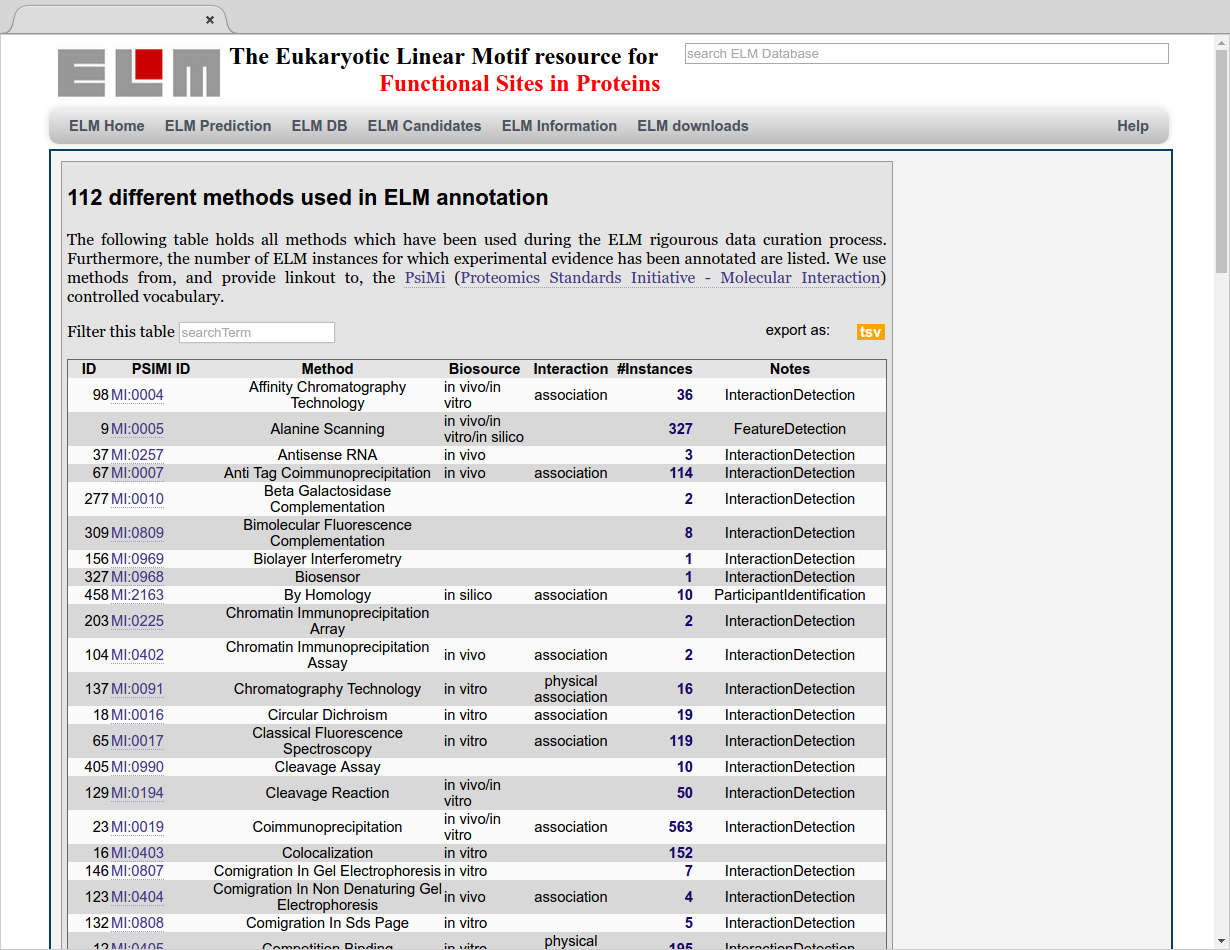 ×
ELM
The Eukaryotic Linear Motif resource for
Functional Sites in Proteins
search ELM Database
ELM Home ELM Prediction ELM DB ELM Candidates ELM Information ELM downloads Help
112 different methods used in ELM annotation
The following table holds all methods which have been used during the ELM rigourous data curation process.
Furthermore, the number of ELM instances for which experimental evidence has been annotated are listed. We use
methods from, and provide linkout to, the PsiMi (Proteomics Standards Initiative - Molecular Interaction)
controlled vocabulary.
Filter this table searchTerm export as: tsv
ID PSIMI ID Method Biosource Interaction #Instances Notes
98 MI:0004 Affinity Chromatography Technology in vivo/in vitro association 36 InteractionDetection
9 MI:0005 Alanine Scanning in vivo/in vitro/in silico 327 FeatureDetection
37 MI:0257 Antisense RNA in vivo 3 InteractionDetection
67 MI:0007 Anti Tag Coimmunoprecipitation in vivo association 114 InteractionDetection
277 MI:0010 Beta Galactosidase Complementation 2 InteractionDetection
309 MI:0809 Bimolecular Fluorescence Complementation 8 InteractionDetection
156 MI:0969 Biolayer Interferometry 1 InteractionDetection
327 MI:0968 Biosensor 1 InteractionDetection
458 MI:2163 By Homology in silico association 10 ParticipantIdentification
203 MI:0225 Chromatin Immunoprecipitation Array 2 InteractionDetection
104 MI:0402 Chromatin Immunoprecipitation Assay in vivo association 2 InteractionDetection
137 MI:0091 Chromatography Technology in vitro physical association 16 InteractionDetection
18 MI:0016 Circular Dichroism in vitro association 19 InteractionDetection
65 MI:0017 Classical Fluorescence Spectroscopy in vitro association 119 InteractionDetection
405 MI:0990 Cleavage Assay 10 InteractionDetection
129 MI:0194 Cleavage Reaction in vivo/in vitro 50 InteractionDetection
23 MI:0019 Coimmunoprecipitation in vivo/in vitro association 563 InteractionDetection
16 MI:0403 Colocalization in vitro 152
146 MI:0807 Comigration In Gel Electrophoresis in vitro 7 InteractionDetection
123 MI:0404 Comigration In Non Denaturing Gel Electrophoresis in vivo association 4 InteractionDetection
132 MI:0808 Comigration In Sds Page in vitro 5 InteractionDetection
12 MI:0405 Competition Binding in vitro physical 195 InteractionDetection